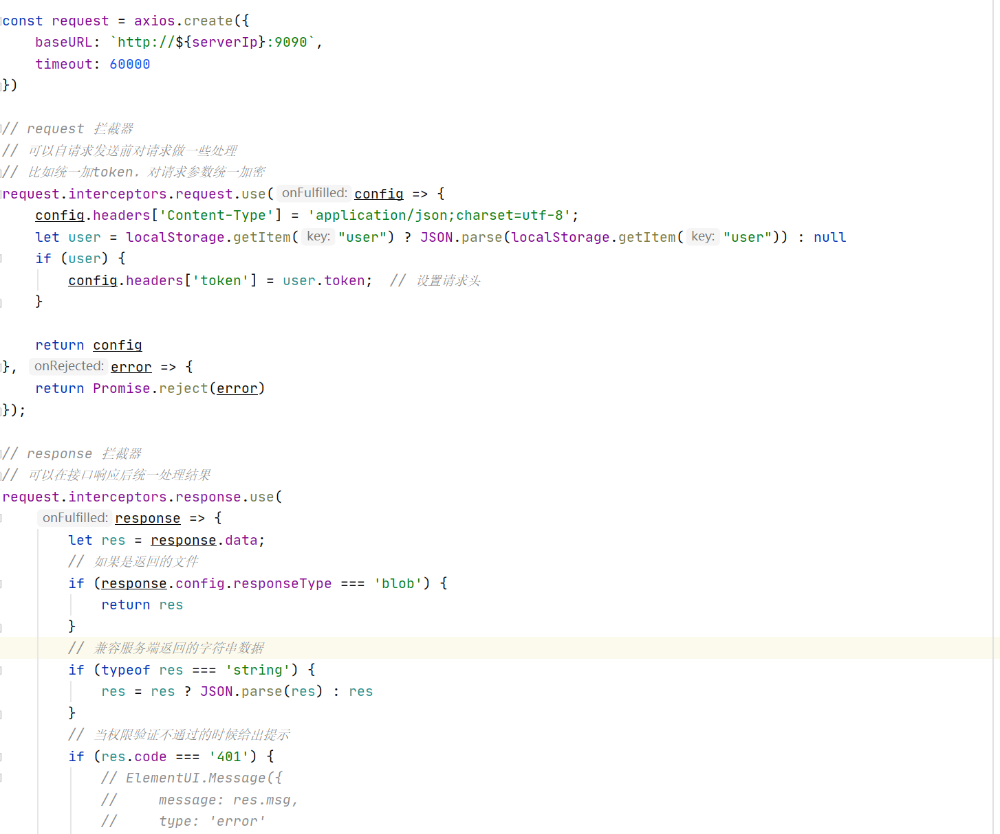 const request = axios.create({
    baseURL: `http://${serverIp}:9090`,
    timeout: 60000
})
// request 拦截器
// 可以自请求发送前对请求做一些处理
// 比如统一加token，对请求参数统一加密
request.interceptors.request.use( onFulfilled: config => {
    config.headers['Content-Type'] = 'application/json;charset=utf-8';
    let user = localStorage.getItem( key: "user") ? JSON.parse(localStorage.getItem( key: "user")) : null
    if (user) {
        config.headers['token'] = user.token;  // 设置请求头
    }
    return config
}, onRejected: error => {
    return Promise.reject(error)
});
// response 拦截器
// 可以在接口响应后统一处理结果
request.interceptors.response.use(
    onFulfilled: response => {
        let res = response.data;
        // 如果是返回的文件
        if (response.config.responseType === 'blob') {
            return res
        }
        // 兼容服务端返回的字符串数据
        if (typeof res === 'string') {
            res = res ? JSON.parse(res) : res
        }
        // 当权限验证不通过的时候给出提示
        if (res.code === '401') {
            // ElementUI.Message({
            //     message: res.msg,
            //     type: 'error'